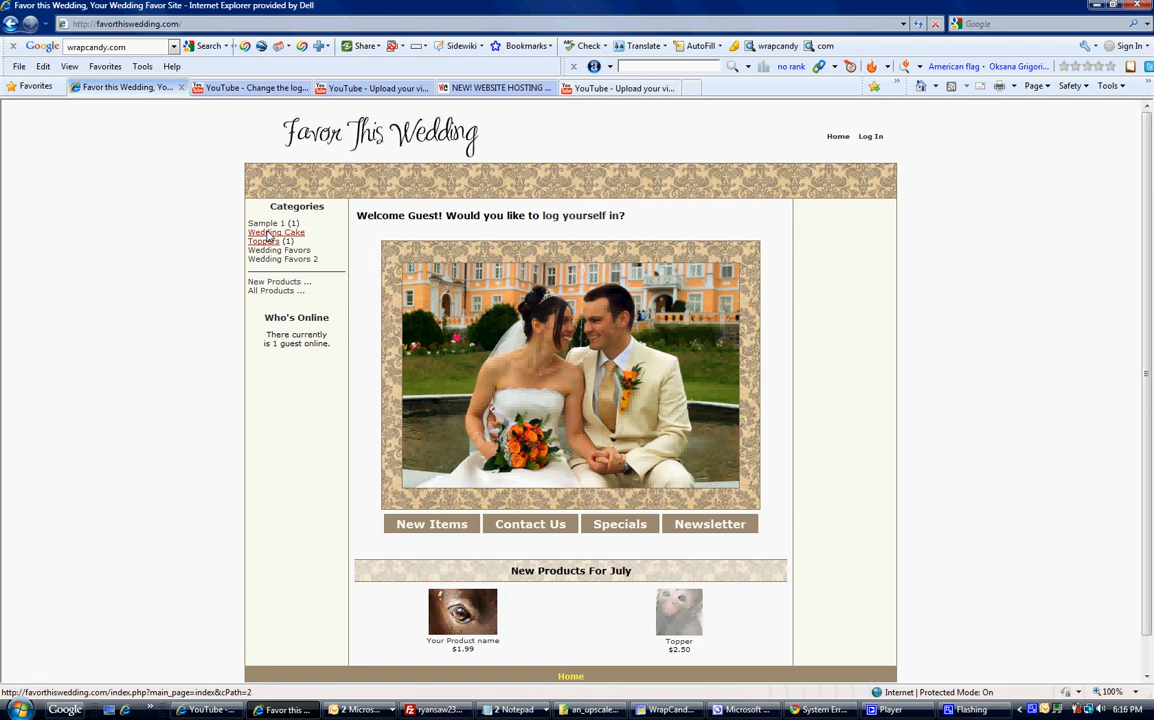 Favor this Wedding, Your Wedding Favor Site - Internet Explorer provided by Dell
http://favorthiswedding.com/
Google
Google wrapcandy.com Search Share Sidewiki Bookmarks Check Translate AutoFill wrapcandy com Sign In
File Edit View Favorites Tools Help no rank American flag Oksana Grigori...
Favorites Favor this Wedding, Yo... YouTube - Change the log... YouTube - Upload your vi... NEW! WEBSITE HOSTING ... YouTube - Upload your vi... Page Safety Tools
Favor This Wedding
Home Log In
Categories
Sample 1 (1)
Wedding Cake
Toppers (1)
Wedding Favors
Wedding Favors 2
New Products ...
All Products ...
Who's Online
There currently
is 1 guest online.
Welcome Guest! Would you like to log yourself in?
New Items Contact Us Specials Newsletter
New Products For July
Your Product name
$1.99
Topper
$2.50
Home
http://favorthiswedding.com/index.php?main_page=index&cPath=2
Internet | Protected Mode: On 100%
Google YouTube -... Favor this ... 2 Micros... ryansaw23... 2 Notepad an_upscale... WrapCand... Microsoft ... System Err... Player Flashing 6:16 PM